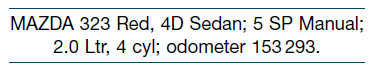 MAZDA 323 Red, 4D Sedan; 5 SP Manual;
2.0 Ltr, 4 cyl; odometer 153 293.